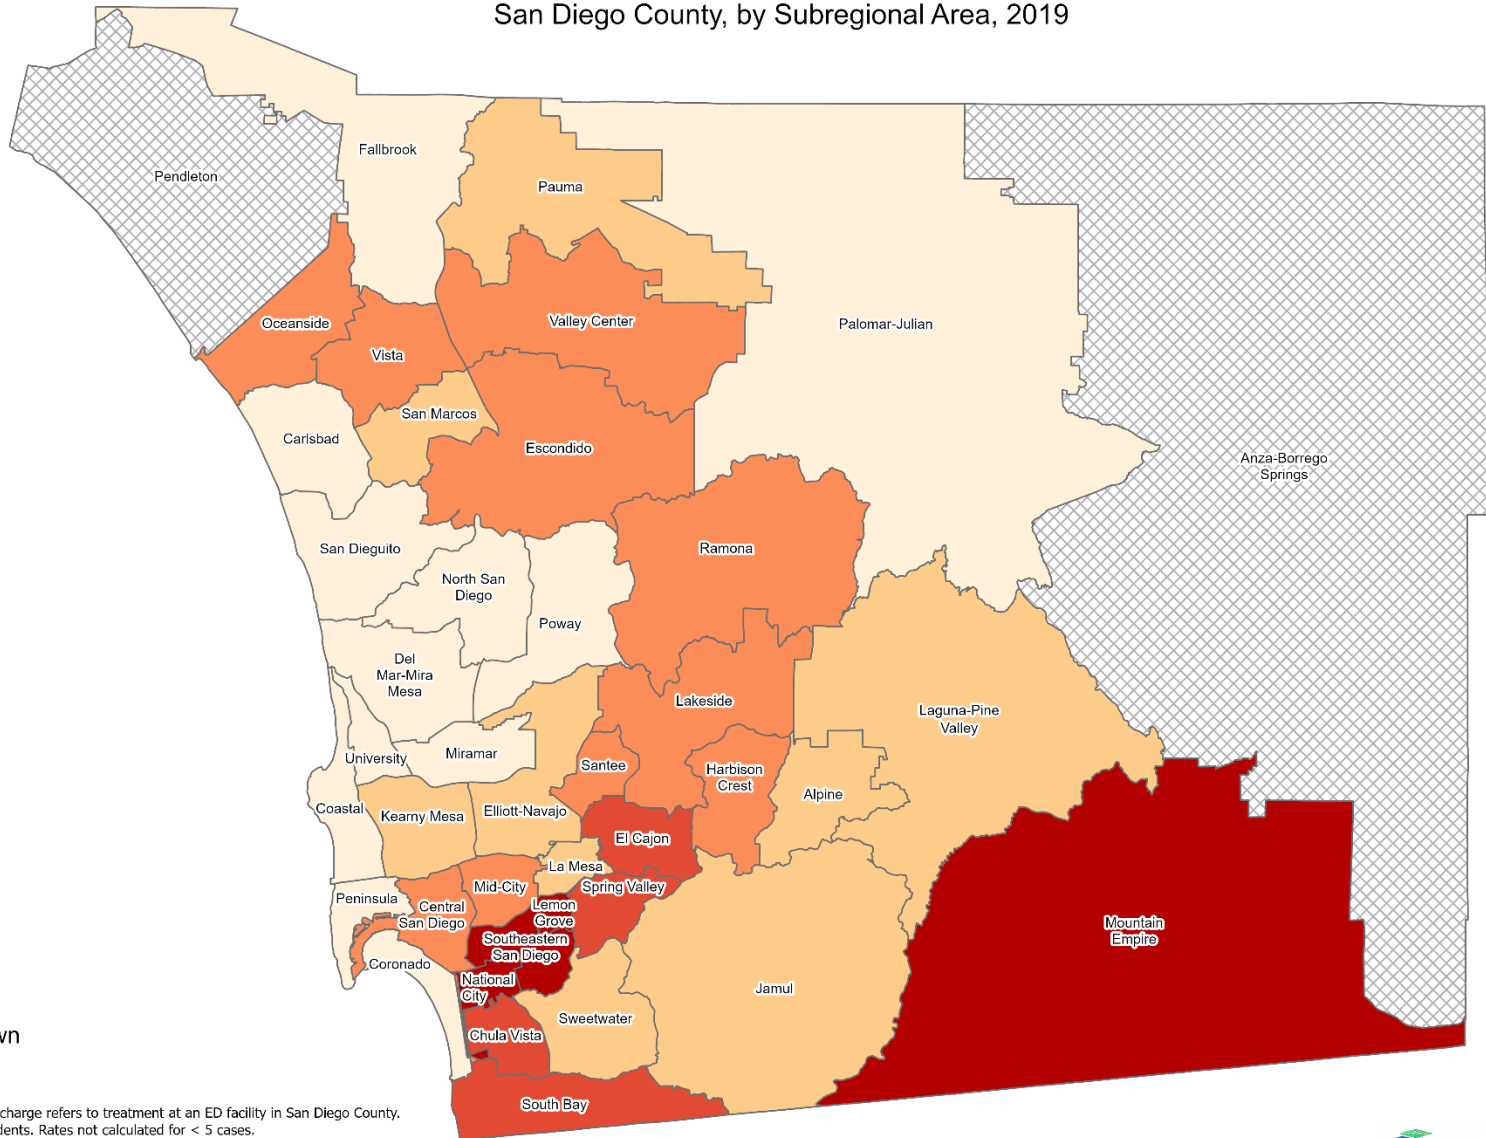 San Diego County, by Subregional Area, 2019
Fallbrook
Pendleton
Pauma
Oceanside
Valley Center
Palomar-Julian
Vista
San Marcos
Carlsbad
Escondido
Anza-Borrego
Springs
San Dieguito
Ramona
North San
Diego
Poway
Del
Mar-Mira
Mesa
Lakeside
Laguna-Pine
Valley
University
Miramar
Santee
Harbison
Crest
Alpine
Coastal
Kearny Mesa
Elliott-Navajo
El Cajon
La Mesa
Mid-City
Spring Valley
Peninsula
Central
San Diego
Lemon
Grove
Southeastern
San Diego
Mountain
Empire
Coronado
National
City
Jamul
Sweetwater
Chula Vista
South Bay
wn
charge refers to treatment at an ED facility in San Diego County.
dents. Rates not calculated for < 5 cases.